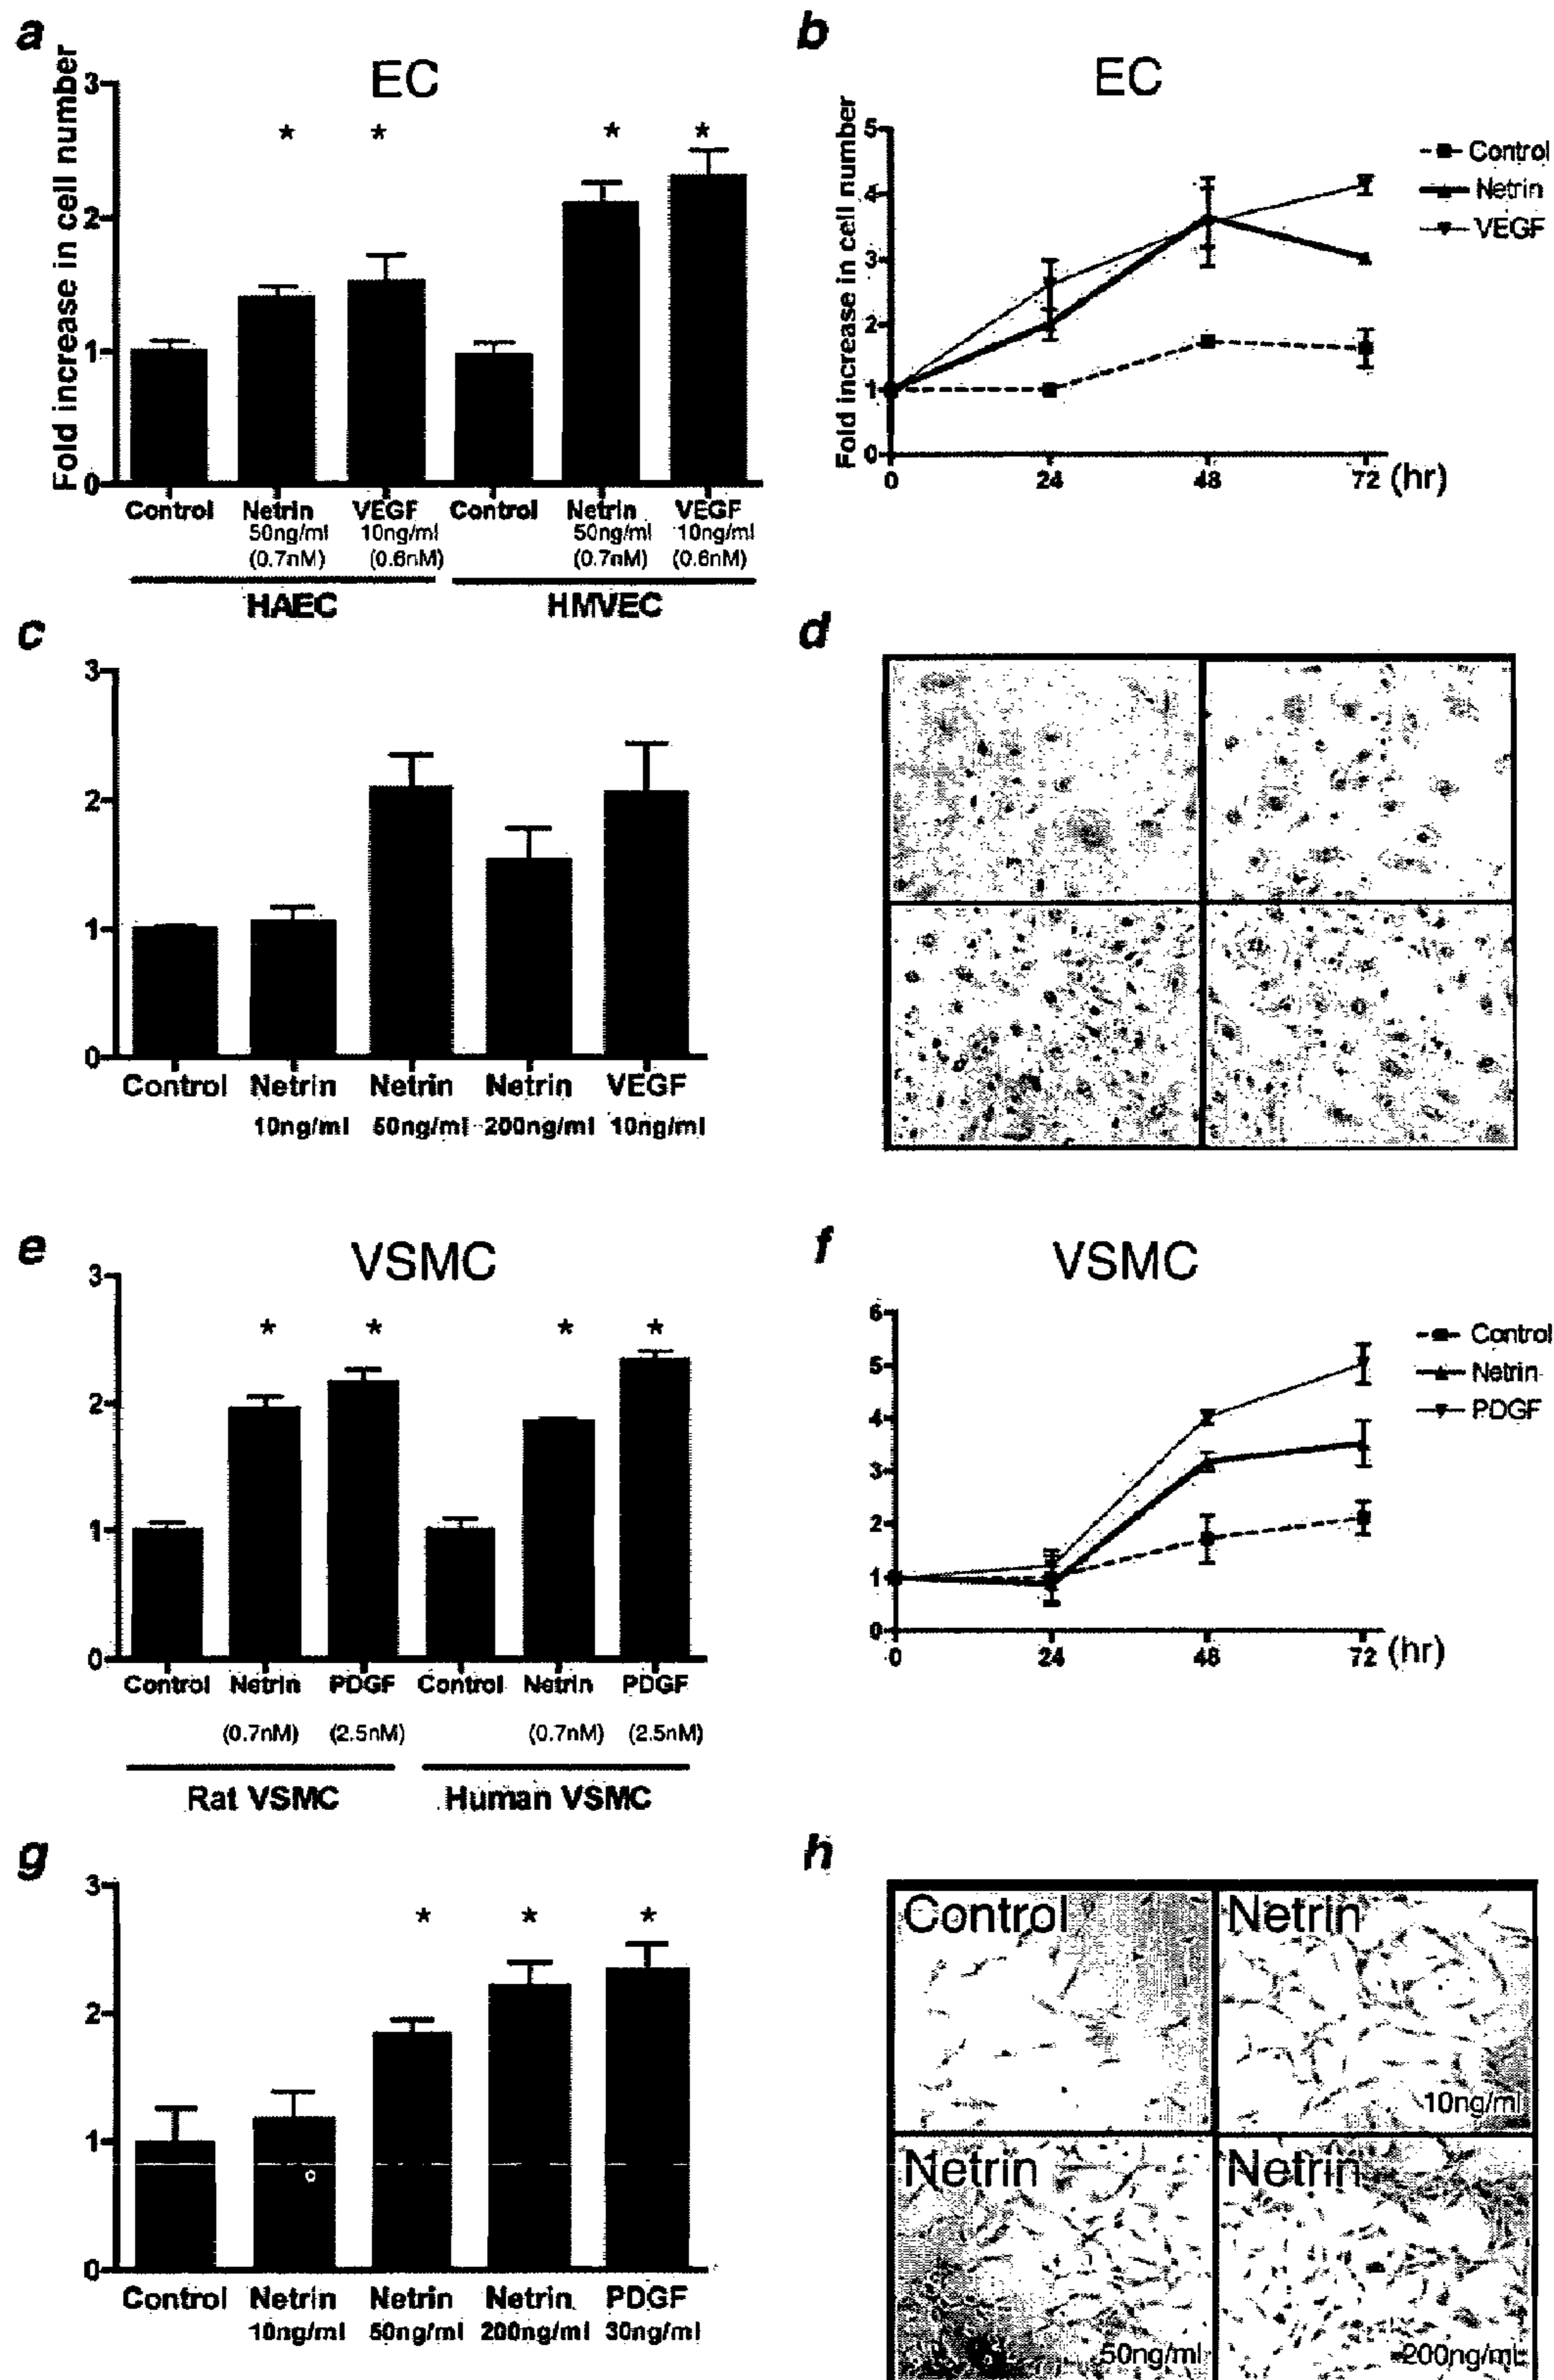 a
EC
Fold increase in cell number
3
2
1
0
* * * *
Control Netrin VEGF Control Netrin VEGF
50ng/ml 10ng/ml 50ng/ml 10ng/ml
(0.7nM) (0.6nM) (0.7nM) (0.6nM)
HAEC HMVEC
b
EC
Fold increase in cell number
5
4
3
2
1
0
0 24 48 72 (hr)
Control
Netrin
VEGF
c
3
2
1
0
Control Netrin Netrin Netrin VEGF
10ng/ml 50ng/ml 200ng/ml 10ng/ml
d
e
VSMC
3
2
1
0
* * * *
Control Netrin PDGF Control Netrin PDGF
(0.7nM) (2.5nM) (0.7nM) (2.5nM)
Rat VSMC Human VSMC
f
VSMC
6
5
4
3
2
1
0
0 24 48 72 (hr)
Control
Netrin
PDGF
g
3
2
1
0
* * *
Control Netrin Netrin Netrin PDGF
10ng/ml 50ng/ml 200ng/ml 30ng/ml
h
Control Netrin
10ng/ml
Netrin Netrin
50ng/ml 200ng/ml